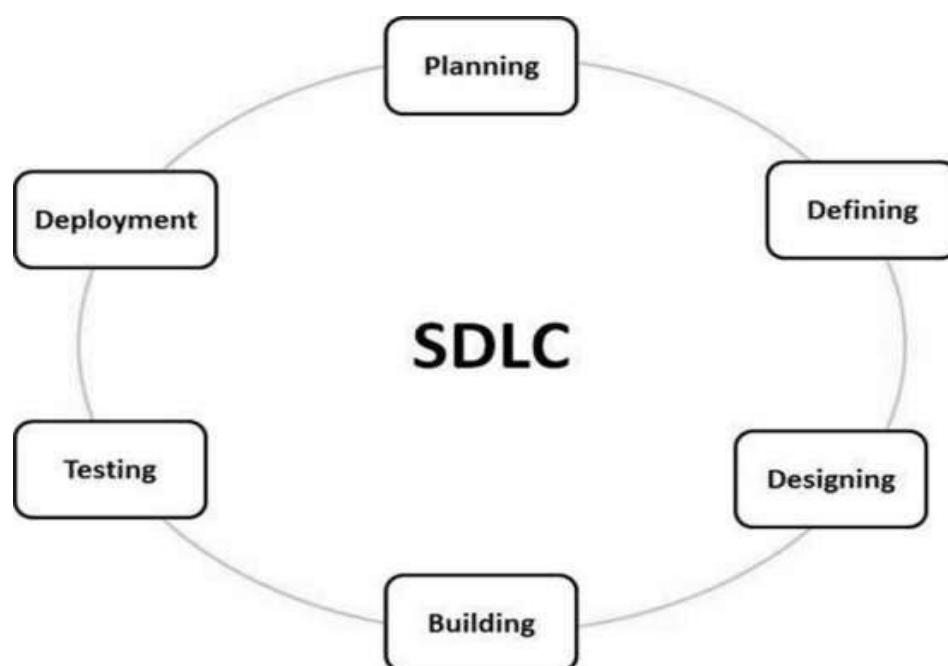 Planning
Defining
Designing
Building
Testing
Deployment
SDLC